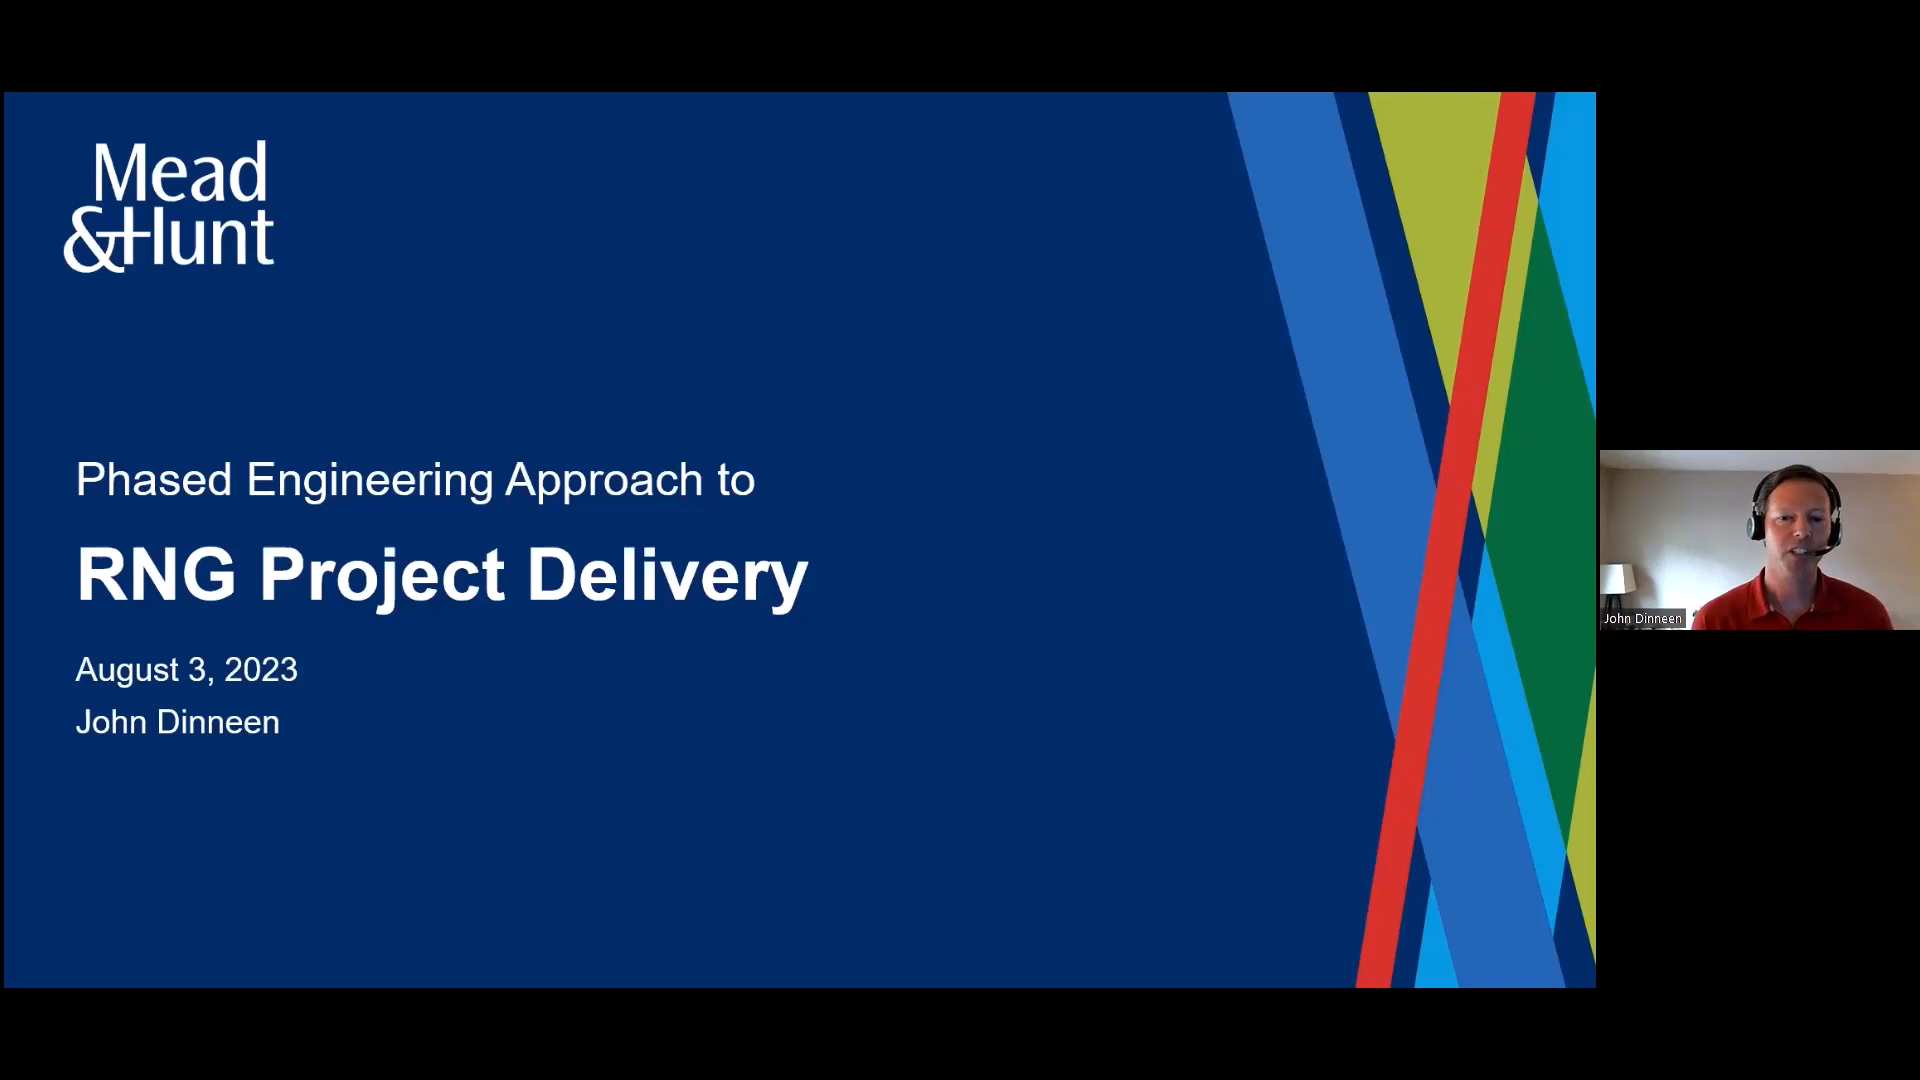 Mead
&Hunt
Phased Engineering Approach to
RNG Project Delivery
August 3, 2023
John Dinneen
John Dinneen